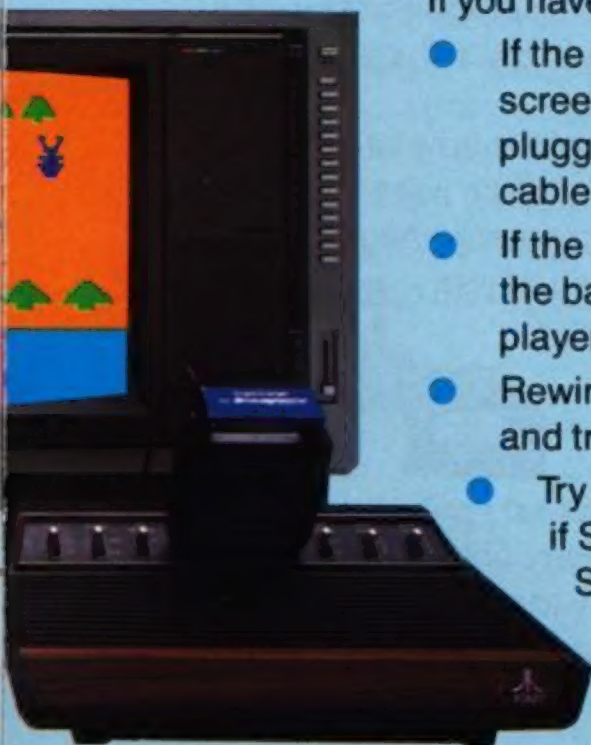 If you have
If the
scree
plugg
cable
If the
the ba
playe
Rewin
and tr
Try
if S
S